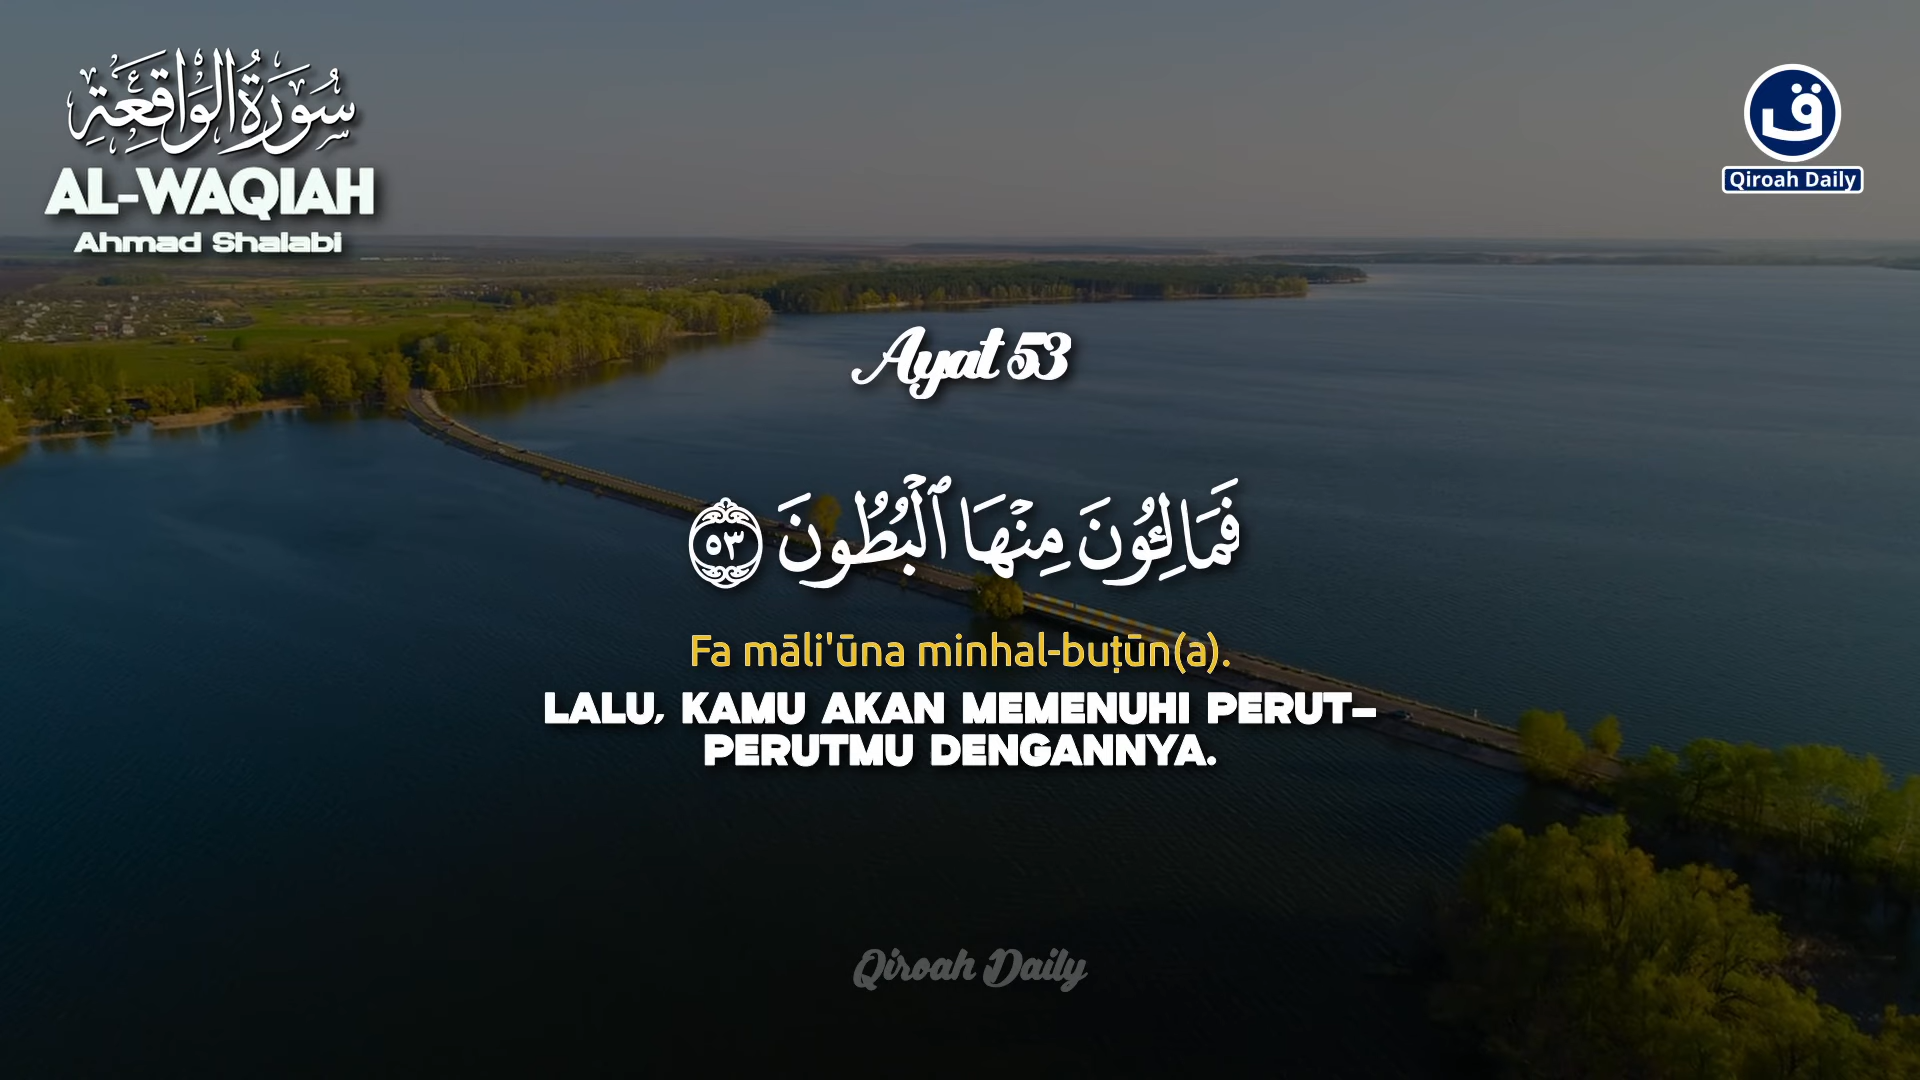 سُورَةُ الْوَاقِعَةِ
AL-WAQIAH
Ahmad Shalabi
ق
Qiroah Daily
Ayat 53
فَمَالِـُٔونَ مِنْهَا ٱلْبُطُونَ ٥٣
Fa māli'ūna minhal-buṭūn(a).
LALU, KAMU AKAN MEMENUHI PERUT-
PERUTMU DENGANNYA.
Qiroah Daily